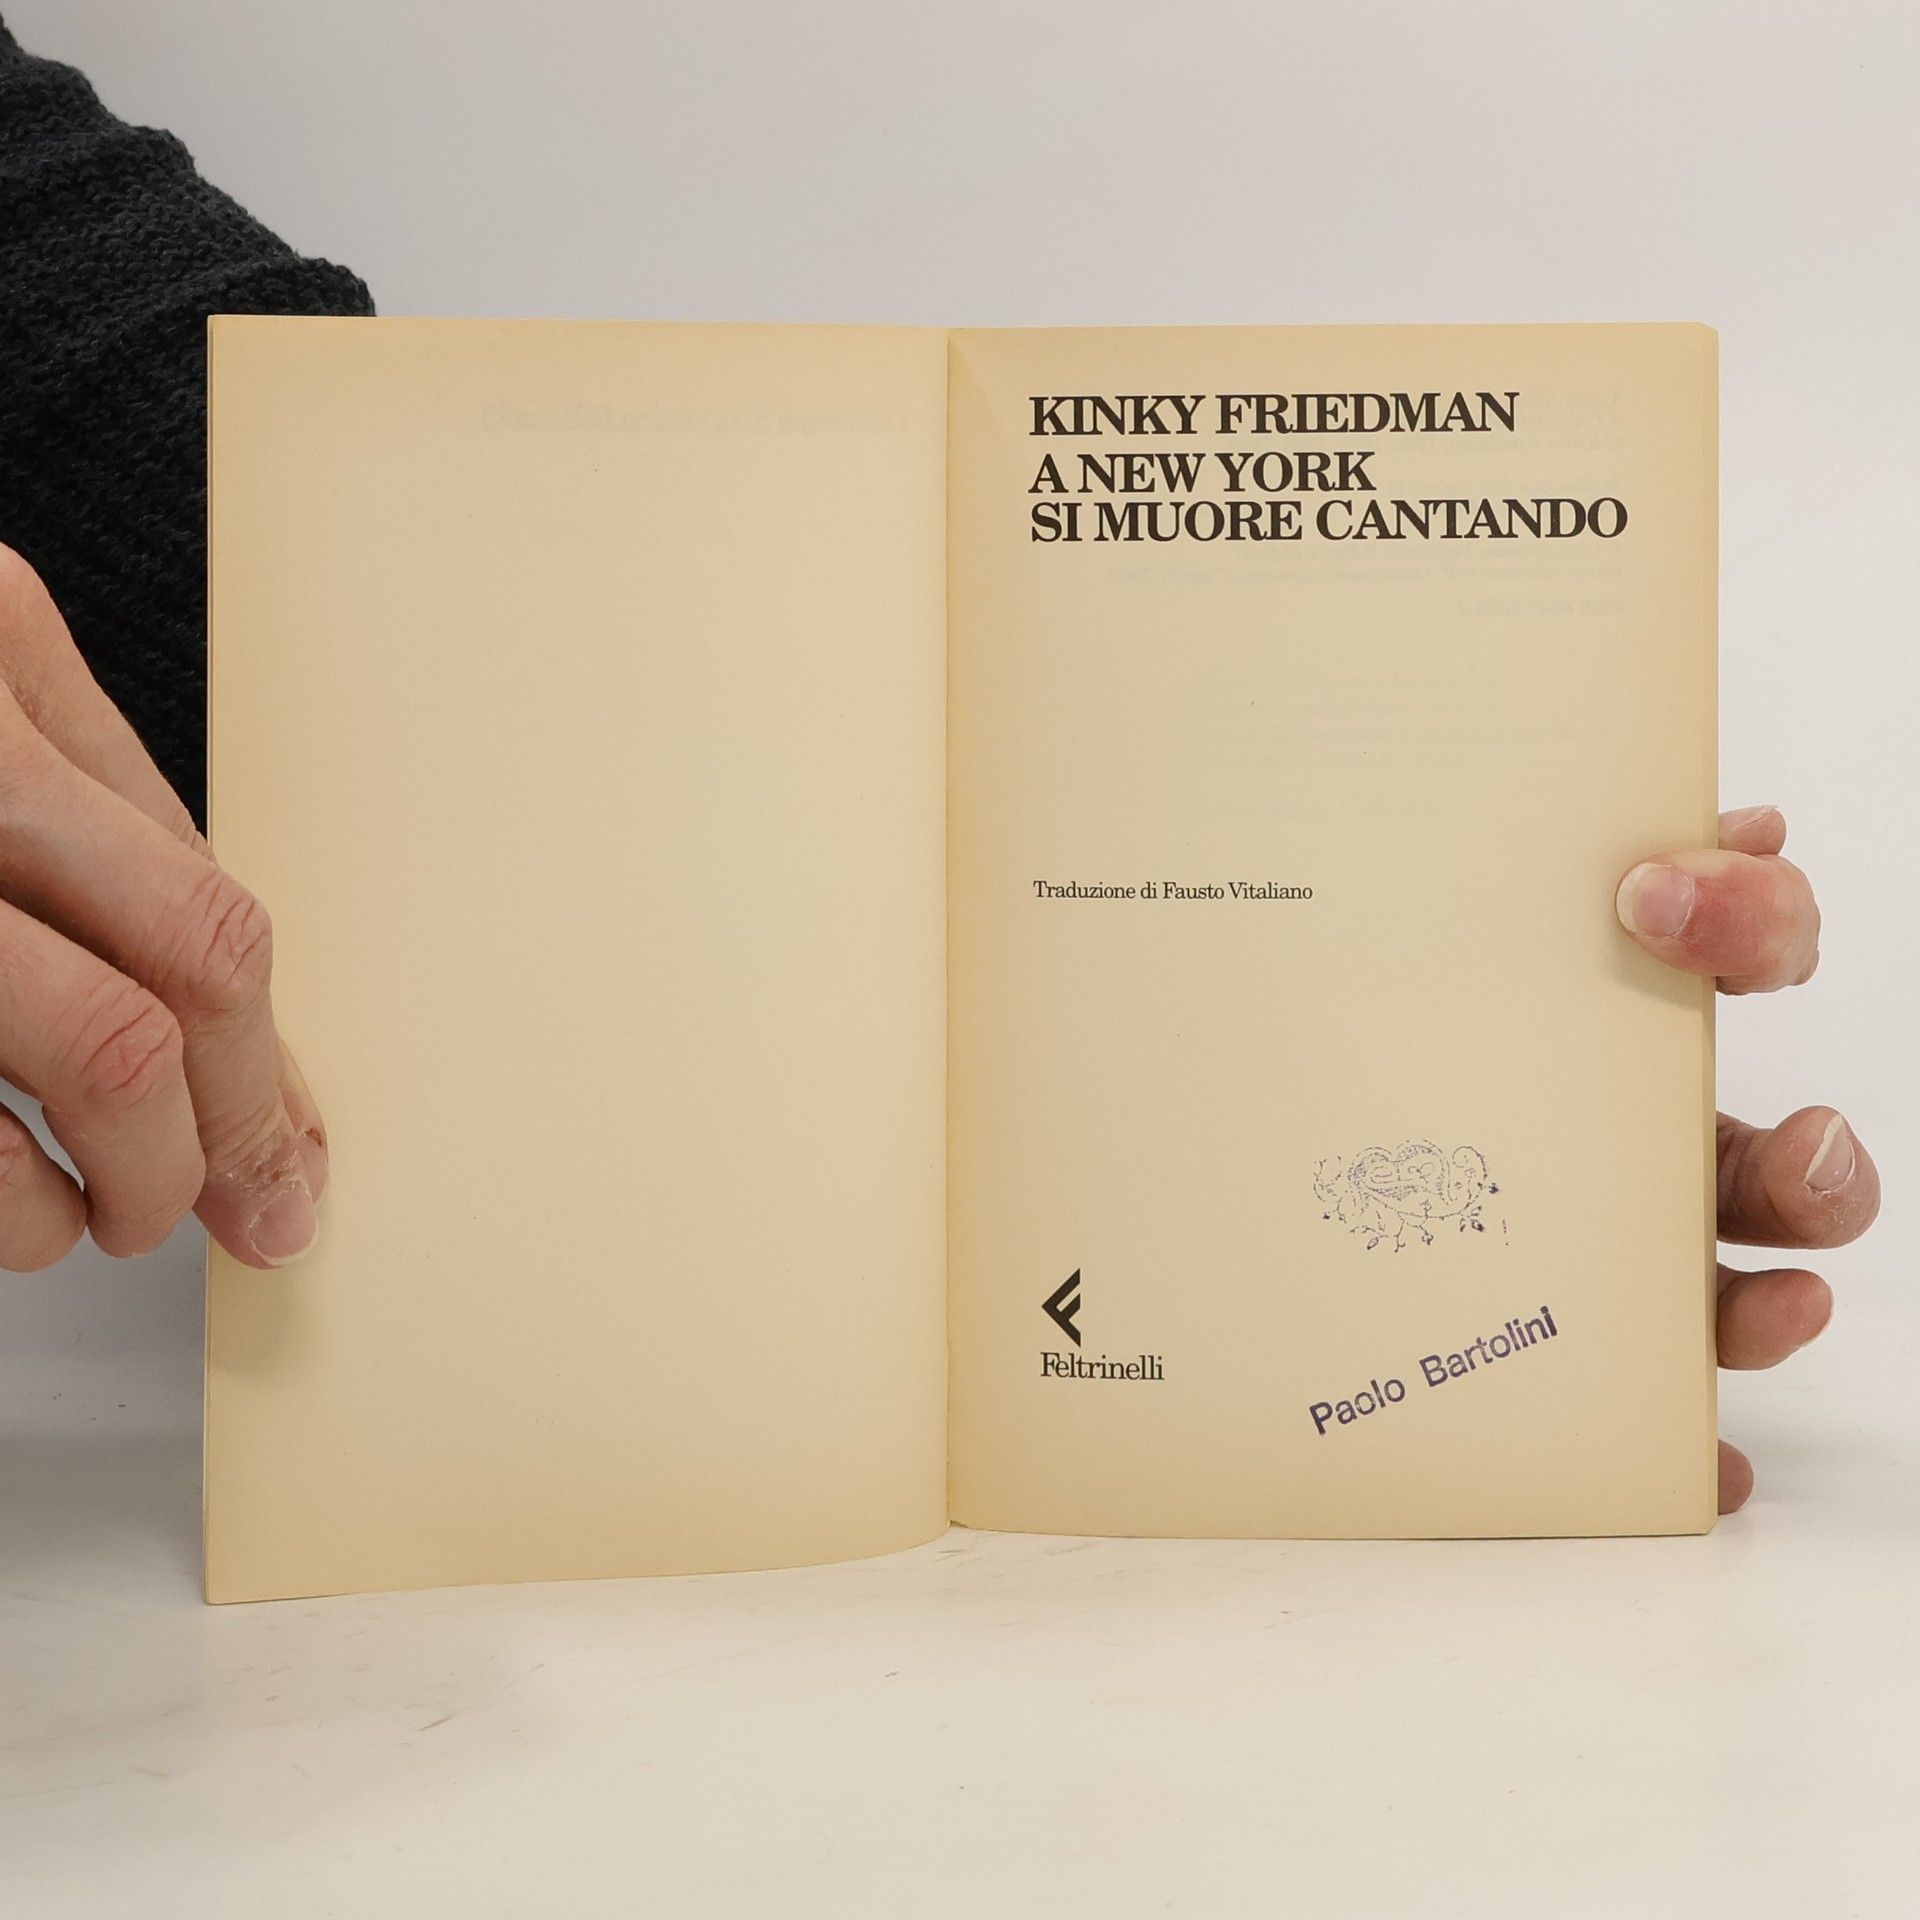 KINKY FRIEDMAN
A NEW YORK
SI MUORE CANTANDO
Traduzione di Fausto Vitaliano
Feltrinelli
Paolo Bartolini